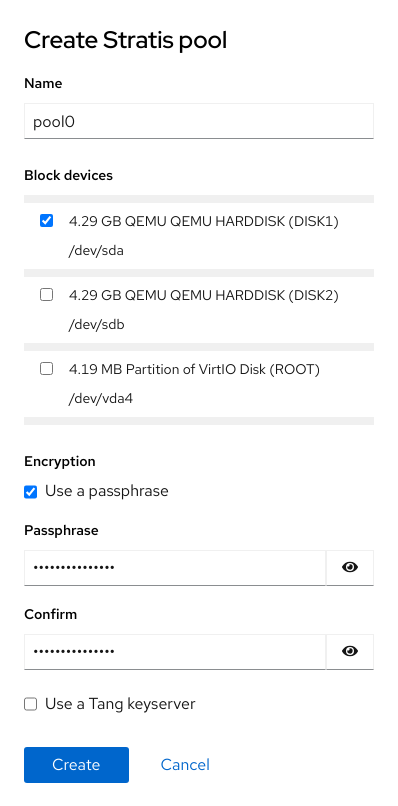 Create Stratis pool
Name
pool0
Block devices
4.29 GB QEMU QEMU HARDDISK (DISK1)
/dev/sda
4.29 GB QEMU QEMU HARDDISK (DISK2)
/dev/sdb
4.19 MB Partition of VirtIO Disk (ROOT)
/dev/vda4
Encryption
Use a passphrase
Passphrase
•••••••••••••••
Confirm
•••••••••••••••
Use a Tang keyserver
Create Cancel